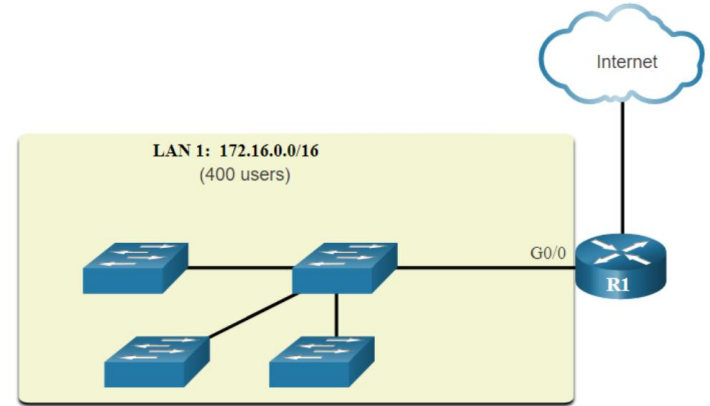 Internet
LAN 1: 172.16.0.0/16
(400 users)
G0/0
R1